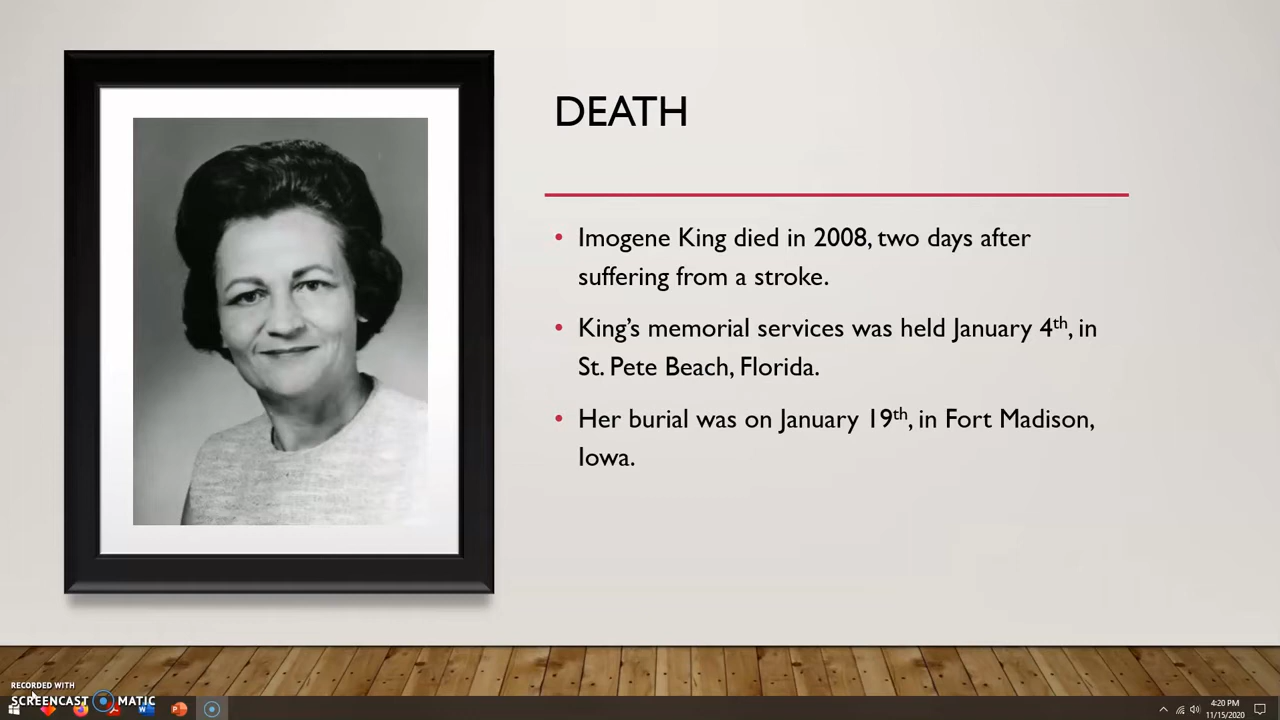 DEATH
• Imogene King died in 2008, two days after
suffering from a stroke.
• King's memorial services was held January 4th, in
St. Pete Beach, Florida.
• Her burial was on January 19th, in Fort Madison,
Iowa.
RECORDED WITH
SCREENCAST MATIC
4:20 PM
11/15/2020